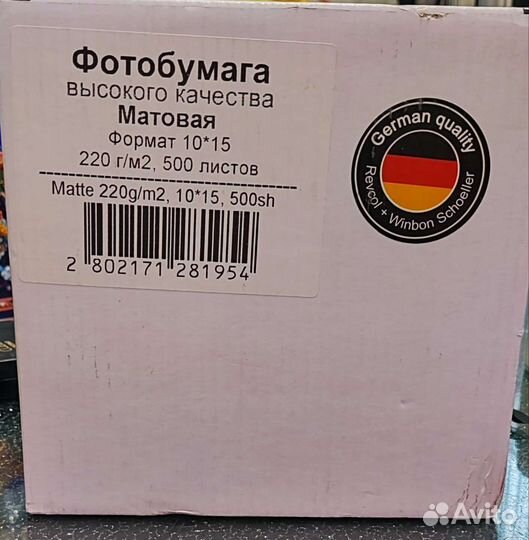 Фотобумага
высокого качества
Матовая
Формат 10*15
220 г/м2, 500 листов
Matte 220g/m2, 10*15, 500sh
2 802171 281954
German quality
Revcol + Winbon Schoeller
Avito